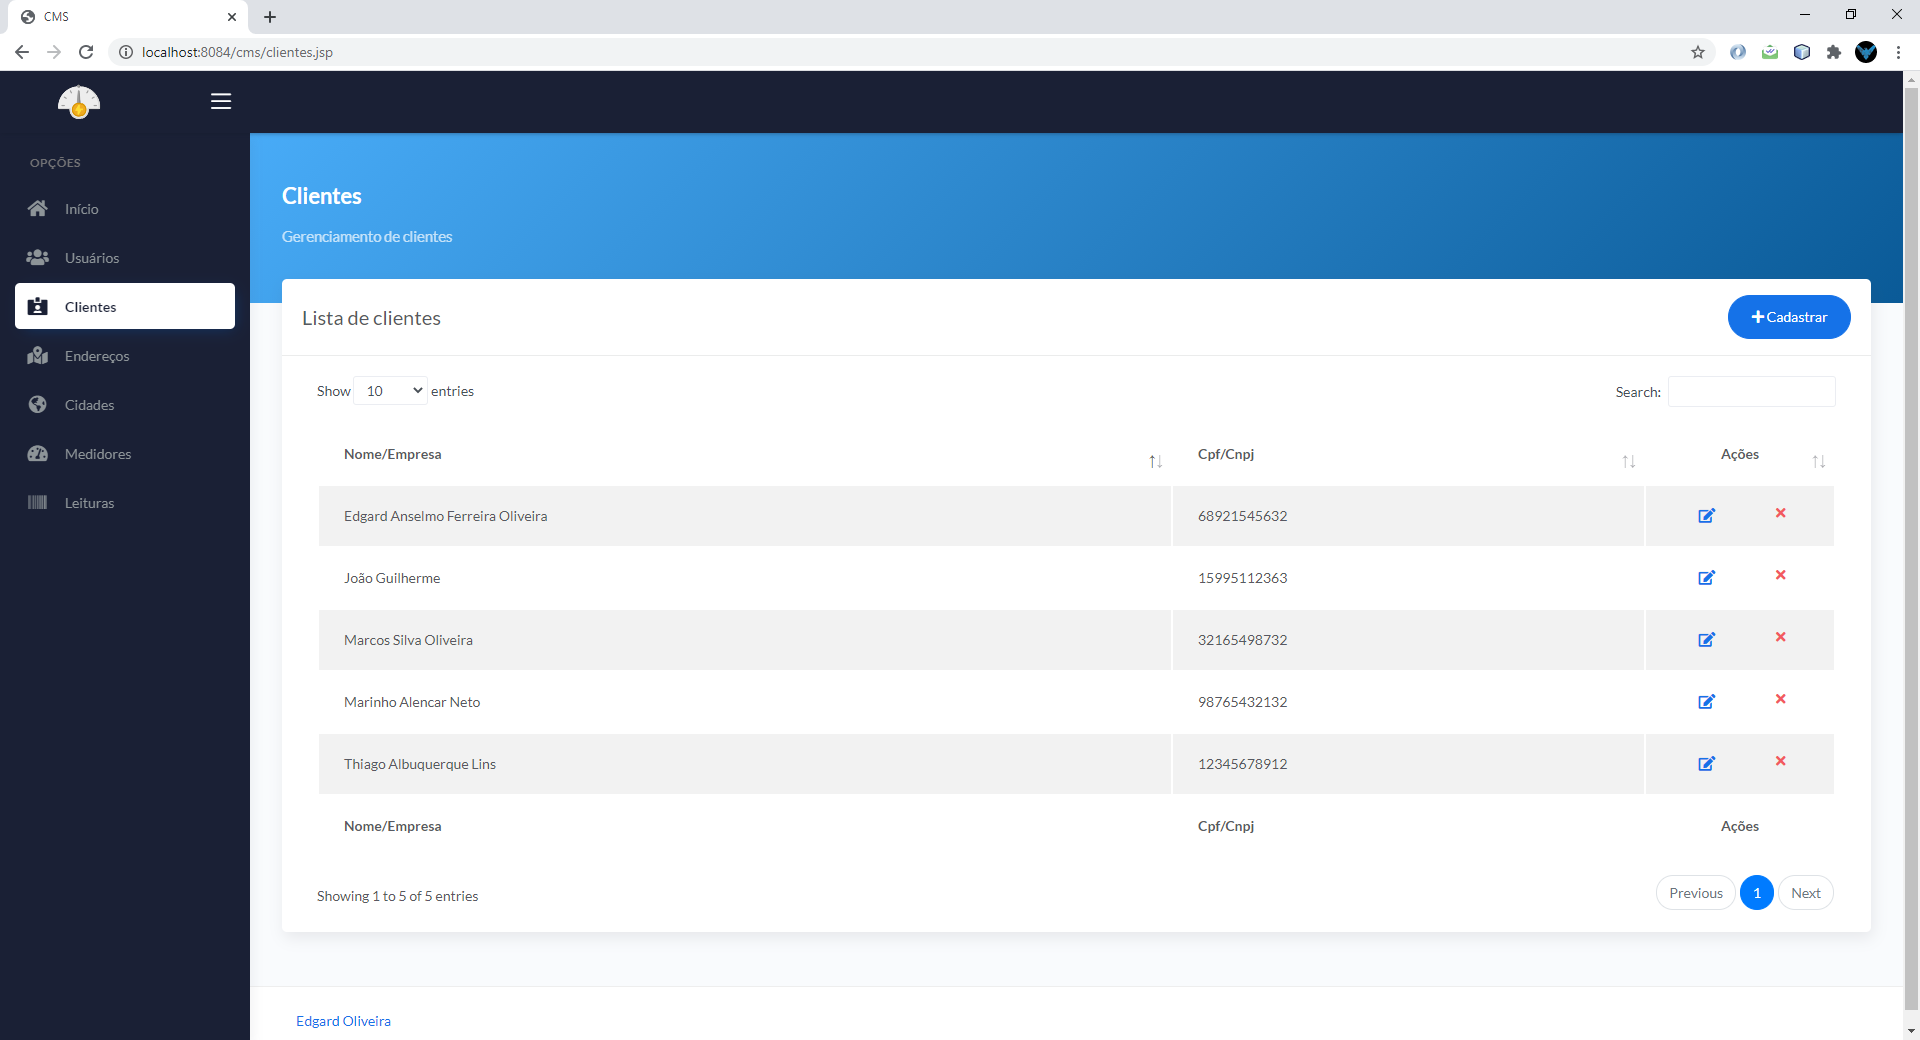 CMS
localhost:8084/cms/clientes.jsp
OPÇÕES
Início
Usuários
Clientes
Endereços
Cidades
Medidores
Leituras
Clientes
Gerenciamento de clientes
Lista de clientes
Cadastrar
Show 10 entries
Search:
Nome/Empresa Cpf/Cnpj Ações
Edgard Anselmo Ferreira Oliveira 68921545632
João Guilherme 15995112363
Marcos Silva Oliveira 32165498732
Marinho Alencar Neto 98765432132
Thiago Albuquerque Lins 12345678912
Nome/Empresa Cpf/Cnpj Ações
Showing 1 to 5 of 5 entries
Previous 1 Next
Edgard Oliveira